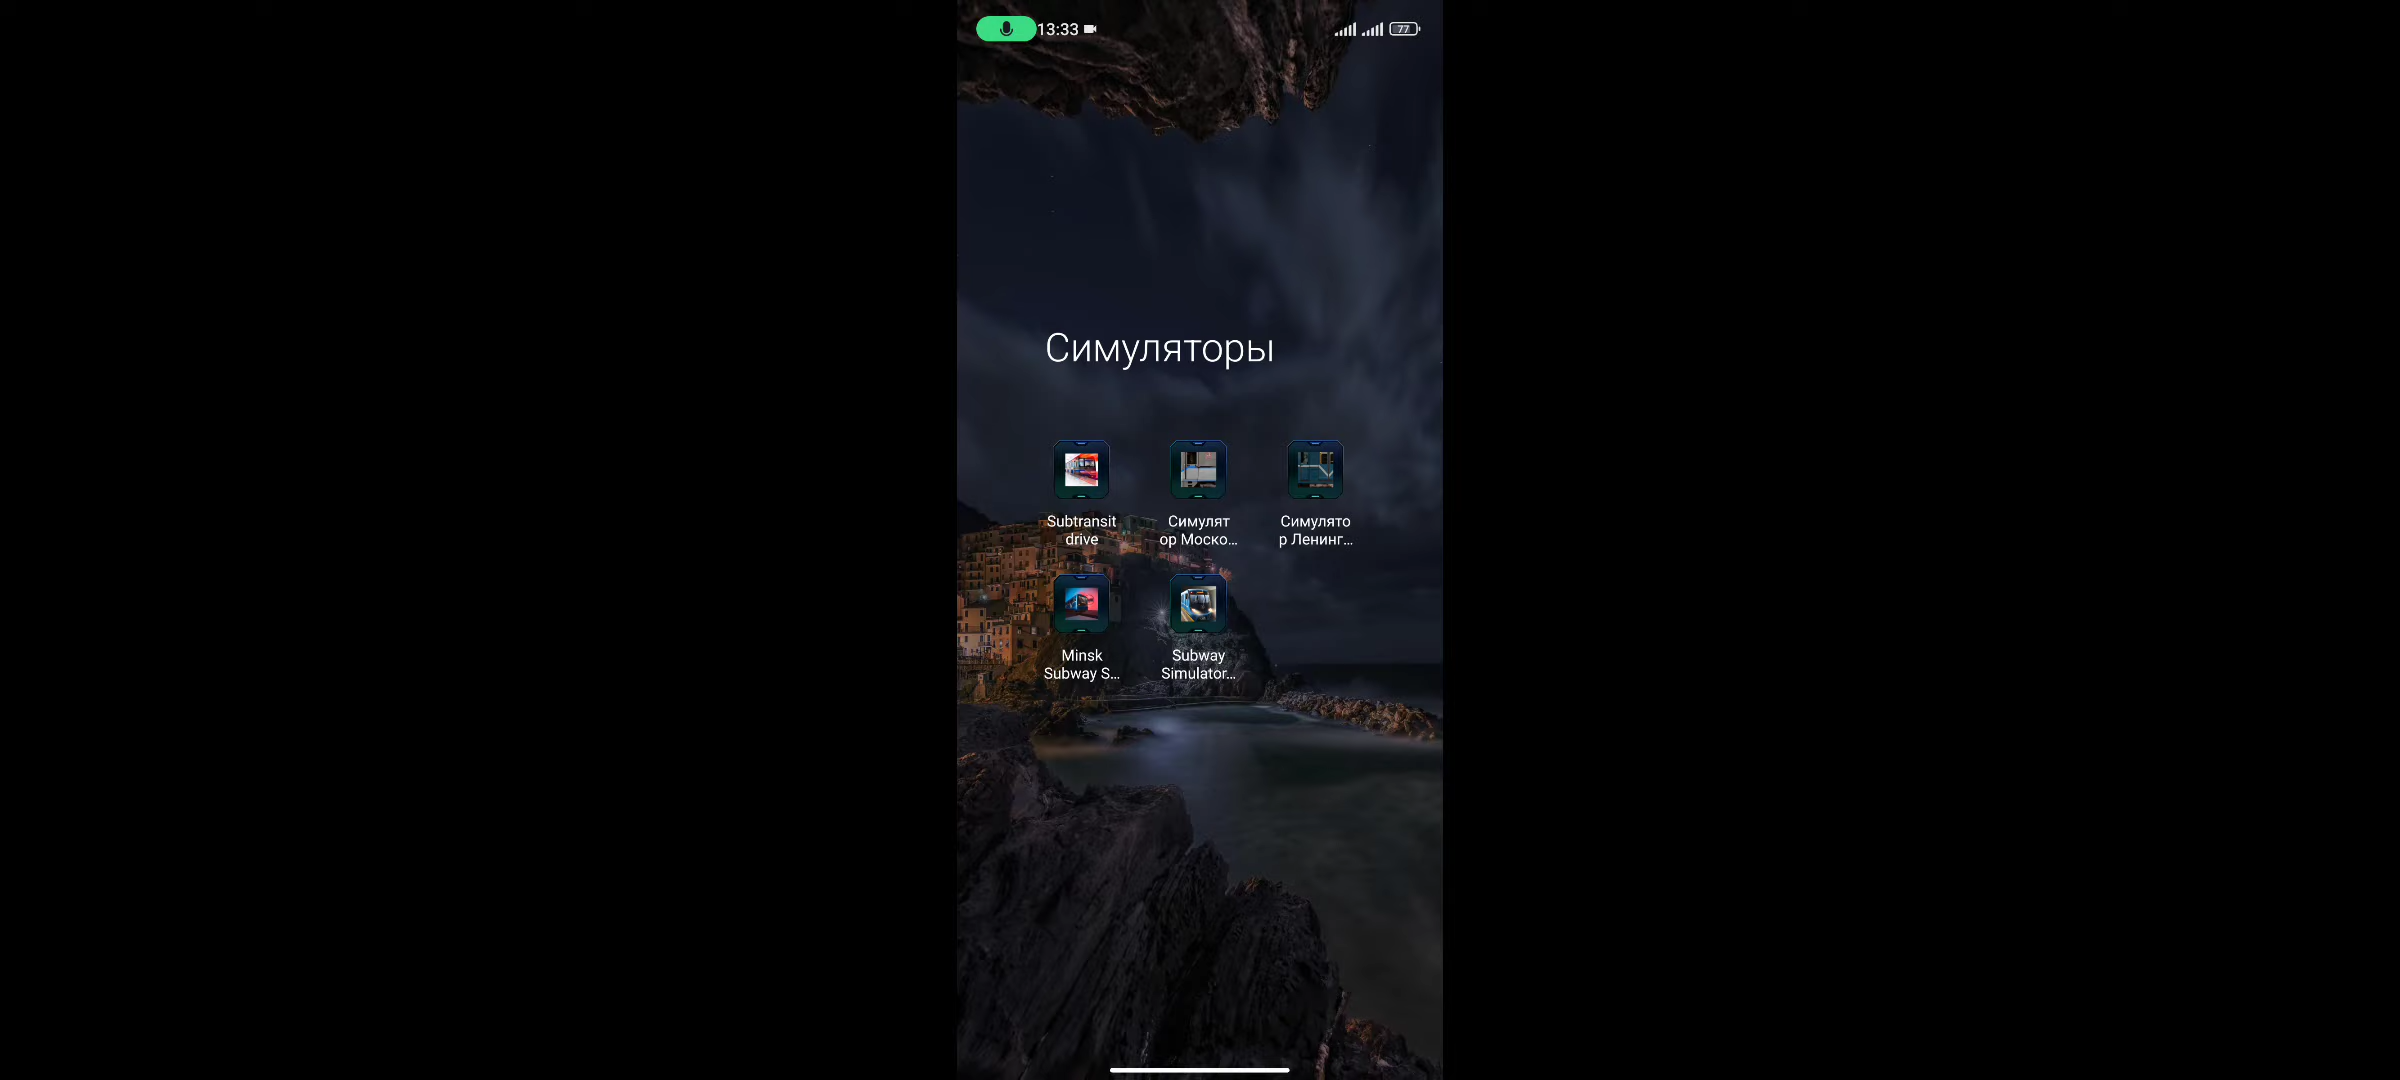 13:33
77
Симуляторы
Subtransit
drive
Симулят
ор Моско…
Симулято
р Ленинг…
Minsk
Subway S…
Subway
Simulator…